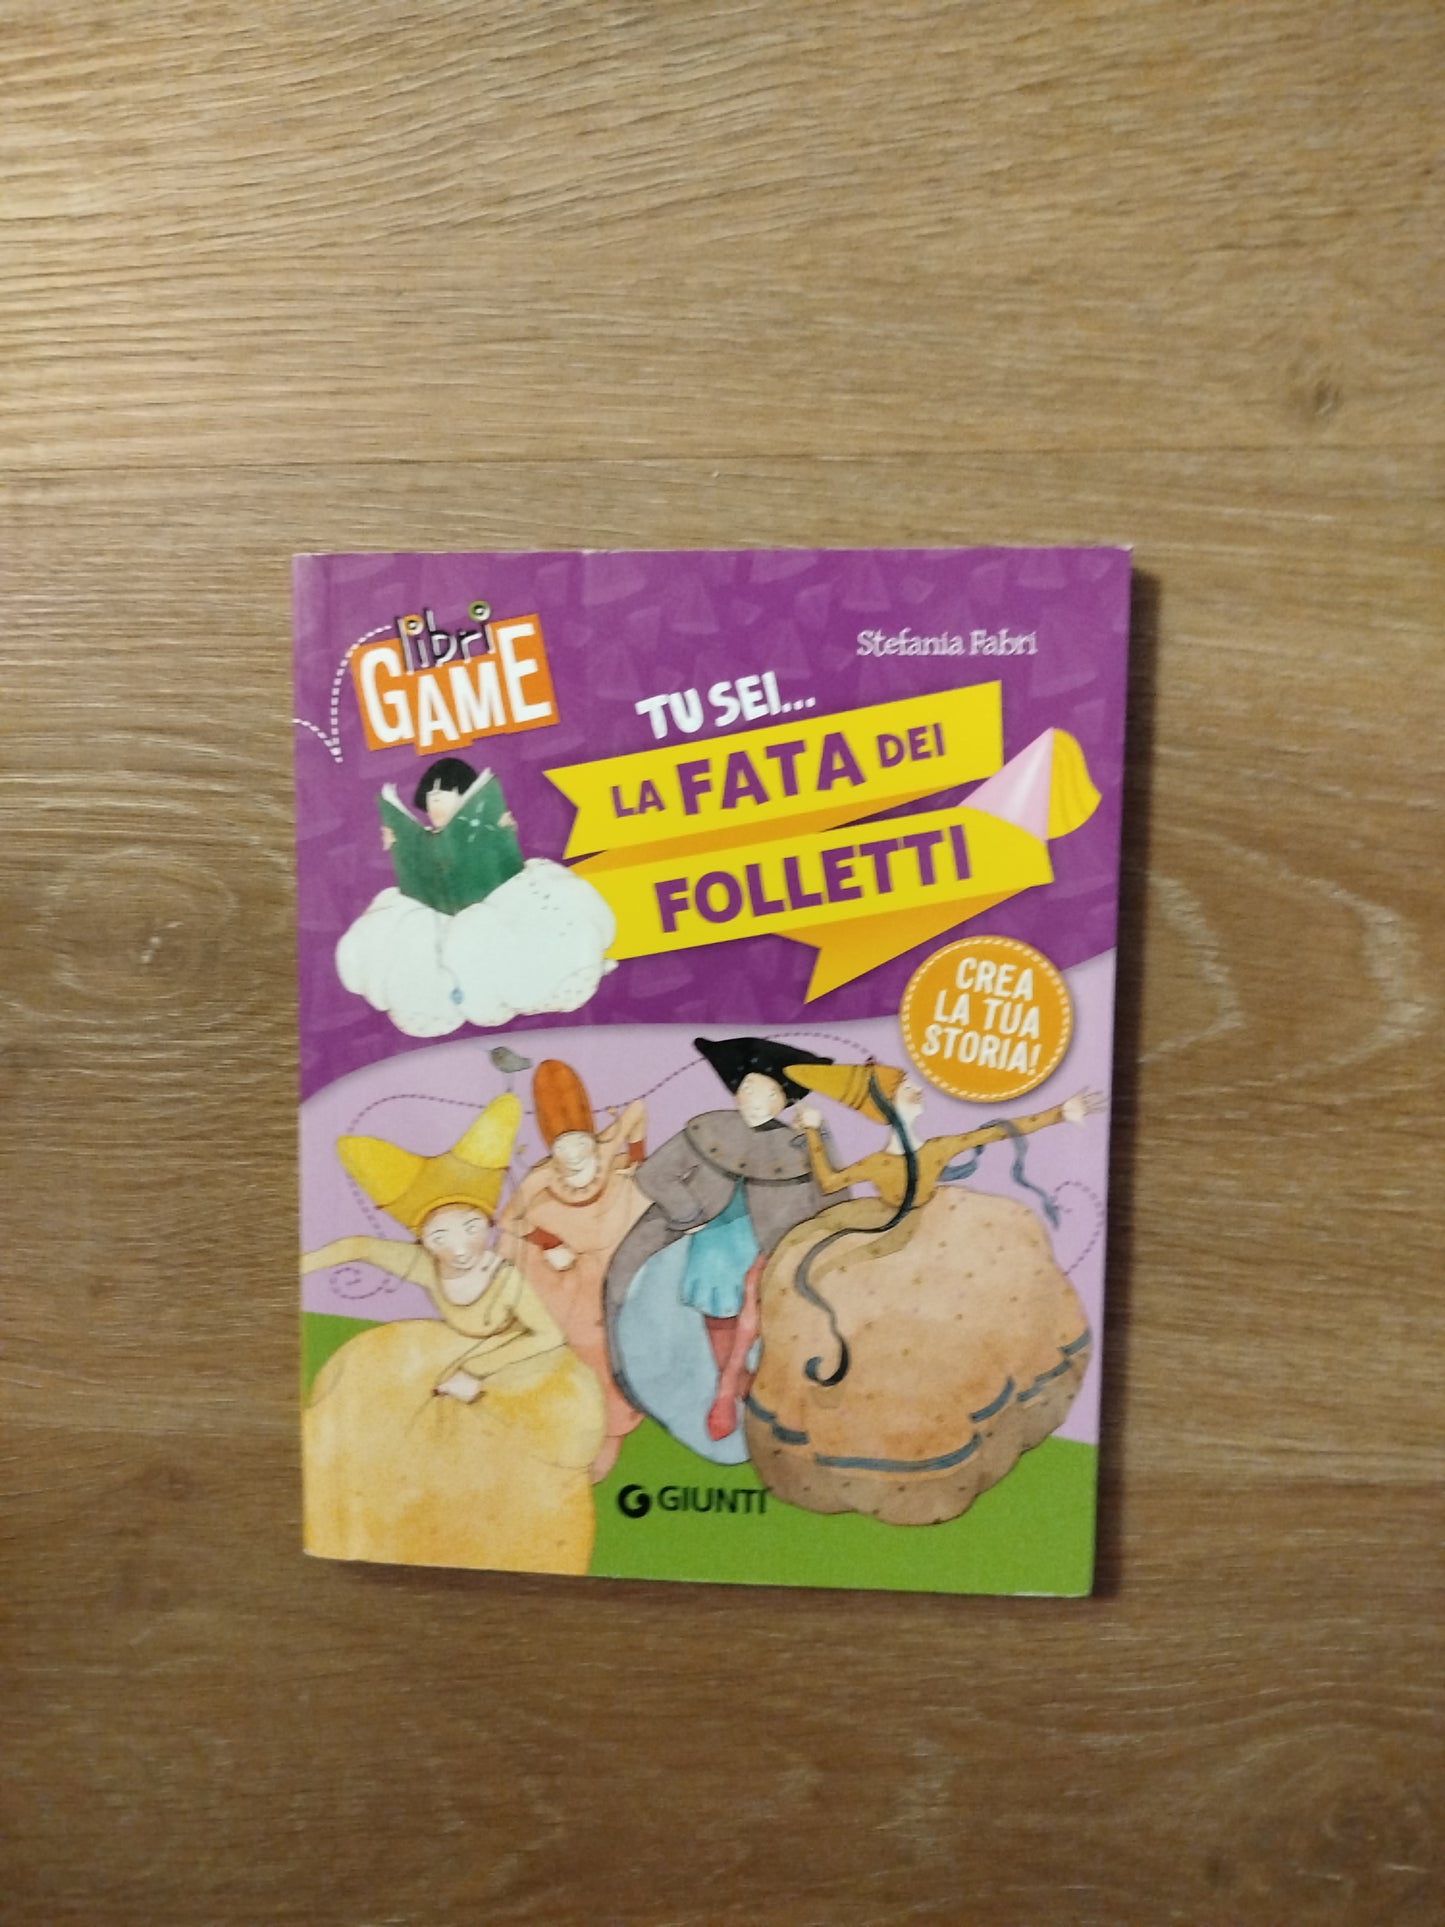 libri
GAME
Stefania Fabri
TU SEI...
LA FATA DEI
FOLLETTI
CREA
LA TUA
STORIA!
GIUNTI